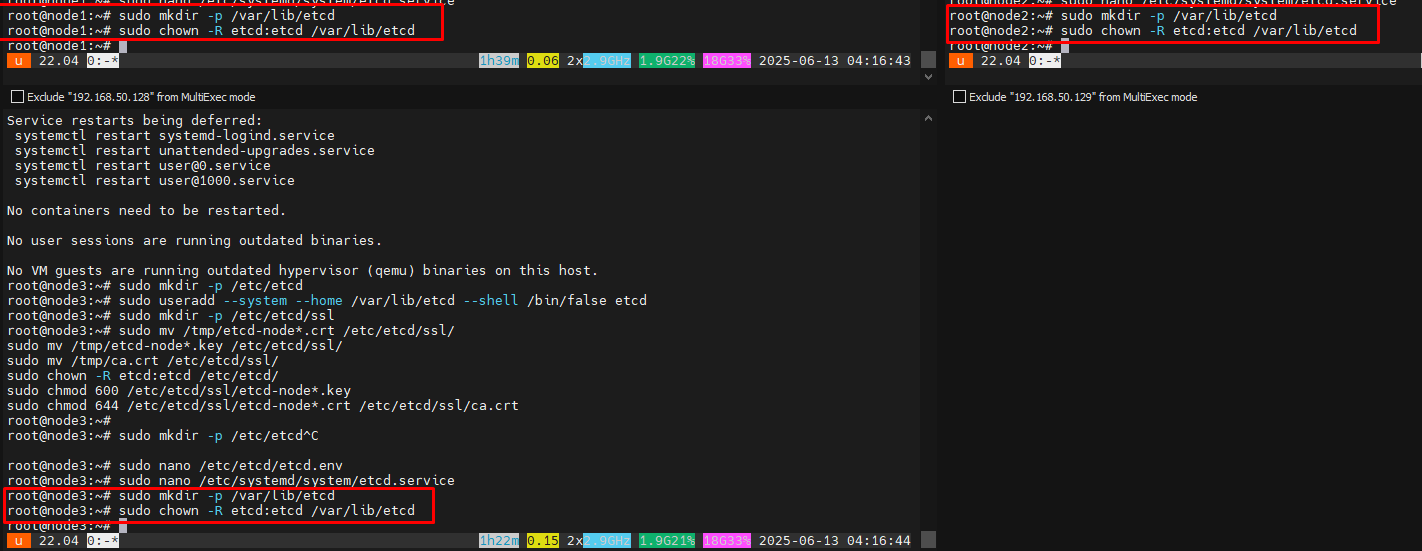 root@node1:~# sudo mkdir -p /var/lib/etcd
root@node1:~# sudo chown -R etcd:etcd /var/lib/etcd
root@node1:~#
u 22.04 0:-* 1h39m 0.06 2x2.9GHz 1.9G22% 18G33% 2025-06-13 04:16:43
Exclude "192.168.50.128" from MultiExec mode
Service restarts being deferred:
systemctl restart systemd-logind.service
systemctl restart unattended-upgrades.service
systemctl restart user@0.service
systemctl restart user@1000.service
No containers need to be restarted.
No user sessions are running outdated binaries.
No VM guests are running outdated hypervisor (qemu) binaries on this host.
root@node3:~# sudo mkdir -p /etc/etcd
root@node3:~# sudo useradd --system --home /var/lib/etcd --shell /bin/false etcd
root@node3:~# sudo mkdir -p /etc/etcd/ssl
root@node3:~# sudo mv /tmp/etcd-node*.crt /etc/etcd/ssl/
sudo mv /tmp/etcd-node*.key /etc/etcd/ssl/
sudo mv /tmp/ca.crt /etc/etcd/ssl/
sudo chown -R etcd:etcd /etc/etcd/
sudo chmod 600 /etc/etcd/ssl/etcd-node*.key
sudo chmod 644 /etc/etcd/ssl/etcd-node*.crt /etc/etcd/ssl/ca.crt
root@node3:~#
root@node3:~# sudo mkdir -p /etc/etcd^C
root@node3:~# sudo nano /etc/etcd/etcd.env
root@node3:~# sudo nano /etc/systemd/system/etcd.service
root@node3:~# sudo mkdir -p /var/lib/etcd
root@node3:~# sudo chown -R etcd:etcd /var/lib/etcd
root@node3:~#
u 22.04 0:-* 1h22m 0.15 2x2.9GHz 1.9G21% 18G33% 2025-06-13 04:16:44
root@node2:~# sudo mkdir -p /var/lib/etcd
root@node2:~# sudo chown -R etcd:etcd /var/lib/etcd
root@node2:~#
u 22.04 0:-*
Exclude "192.168.50.129" from MultiExec mode